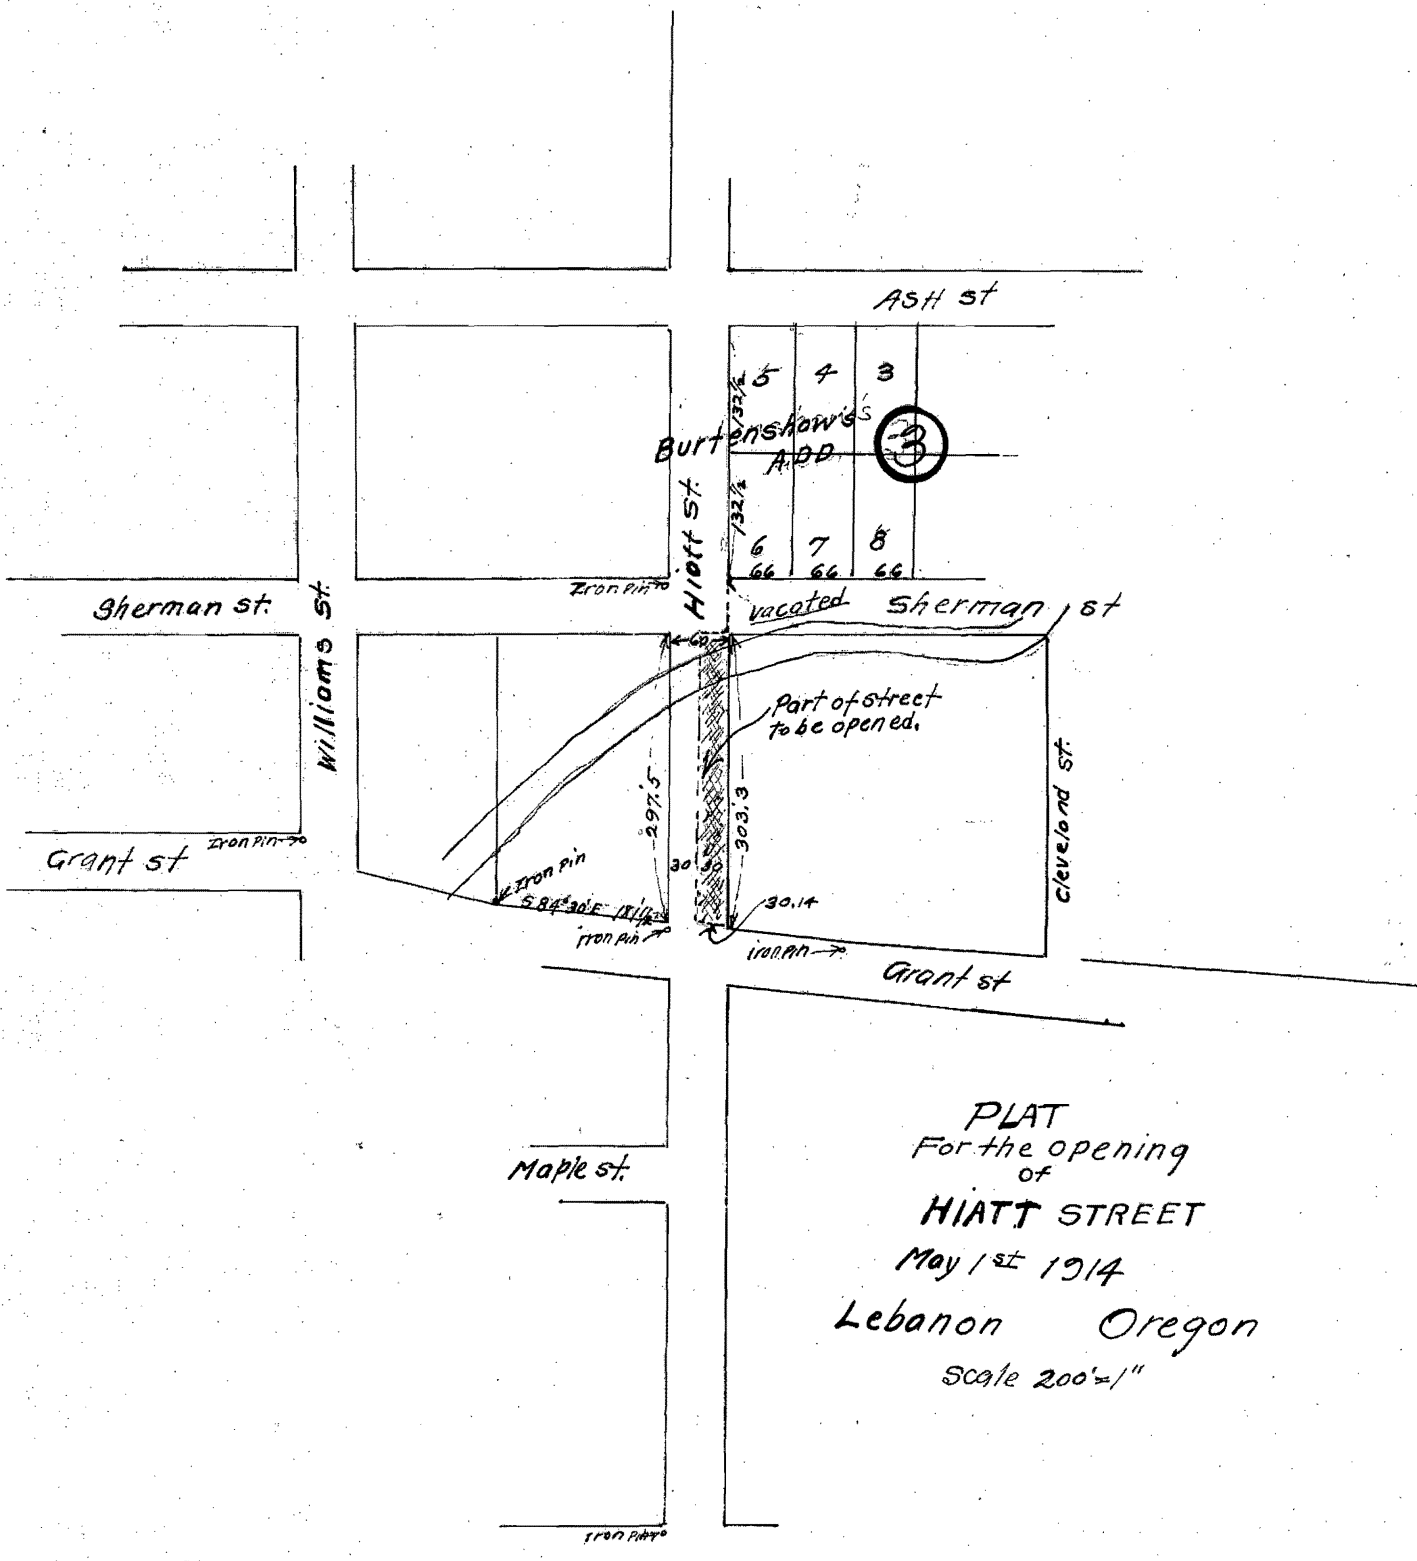 ASH st
5 4 3
132½
Burtenshow's
3
ADD
Hiatt St.
132½
6 7 8
66 66 66
Iron Pin
Sherman st.
Williams St.
vacated
Sherman st
60
Part of street
to be opened.
297.5
303.3
Cleveland st.
Iron Pin
Grant st
30 30
Iron pin
S 84°30'E
30.14
iron pin
iron pin
Grant st
Maple st.
Iron Pin
PLAT
For the opening
of
HIATT STREET
May 1st 1914
Lebanon Oregon
Scale 200'=1"